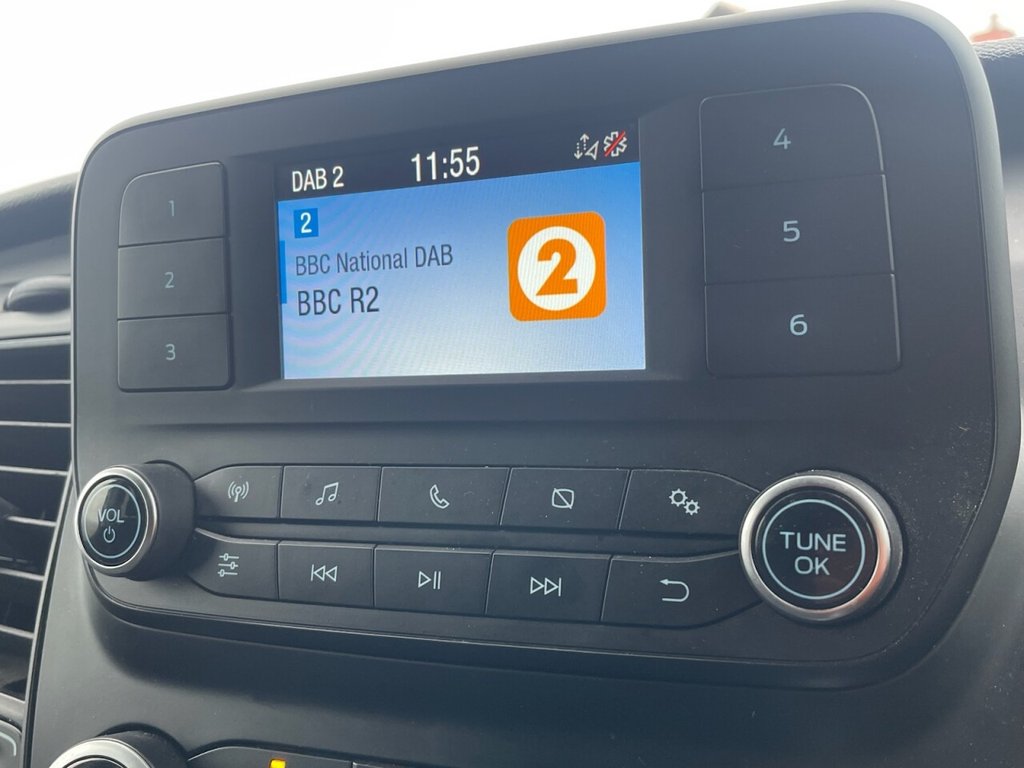 DAB 2 11:55
2
BBC National DAB
BBC R2
2
1
2
3
4
5
6
VOL
TUNE
OK